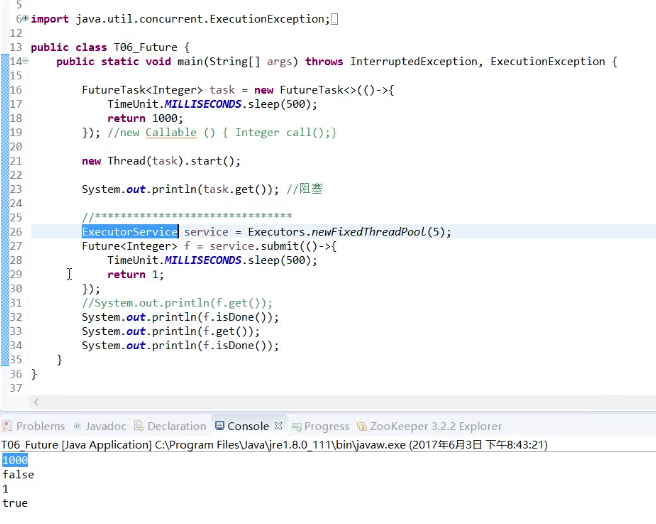 5
6 import java.util.concurrent.ExecutionException;
12
13 public class T06_Future {
14 public static void main(String[] args) throws InterruptedException, ExecutionException {
15
16 FutureTask<Integer> task = new FutureTask<>(()->{
17 TimeUnit.MILLISECONDS.sleep(500);
18 return 1000;
19 }); //new Callable () { Integer call();}
20
21 new Thread(task).start();
22
23 System.out.println(task.get()); //阻塞
24
25 //*******************************
26 ExecutorService service = Executors.newFixedThreadPool(5);
27 Future<Integer> f = service.submit(()->{
28 TimeUnit.MILLISECONDS.sleep(500);
29 return 1;
30 });
31 //System.out.println(f.get());
32 System.out.println(f.isDone());
33 System.out.println(f.get());
34 System.out.println(f.isDone());
35 }
36 }
37
Problems Javadoc Declaration Console Progress ZooKeeper 3.2.2 Explorer
T06_Future [Java Application] C:\Program Files\Java\jre1.8.0_111\bin\javaw.exe (2017年6月3日 下午8:43:21)
1000
false
1
true